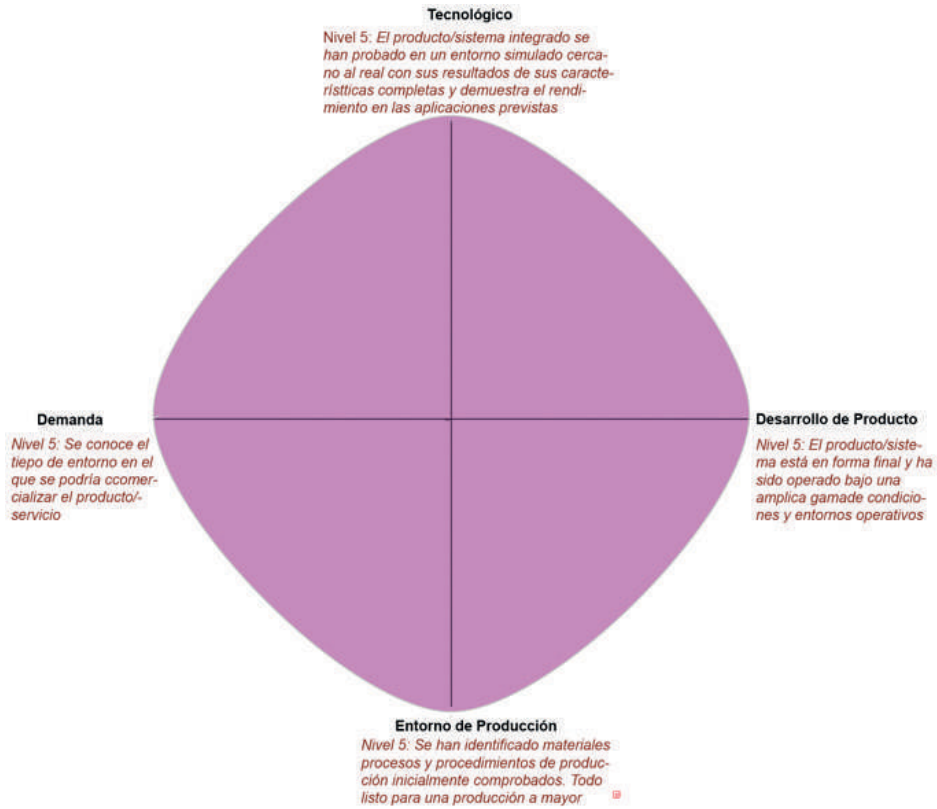 Tecnológico
Nivel 5: El producto/sistema integrado se
han probado en un entorno simulado cerca-
no al real con sus resultados de sus caracte-
rístticas completas y demuestra el rendi-
miento en las aplicaciones previstas
Demanda
Nivel 5: Se conoce el
tiepo de entorno en el
que se podría ccomer-
cializar el producto/-
servicio
Desarrollo de Producto
Nivel 5: El producto/siste-
ma está en forma final y ha
sido operado bajo una
amplica gamade condicio-
nes y entornos operativos
Entorno de Producción
Nivel 5: Se han identificado materiales
procesos y procedimientos de produc-
ción inicialmente comprobados. Todo
listo para una producción a mayor